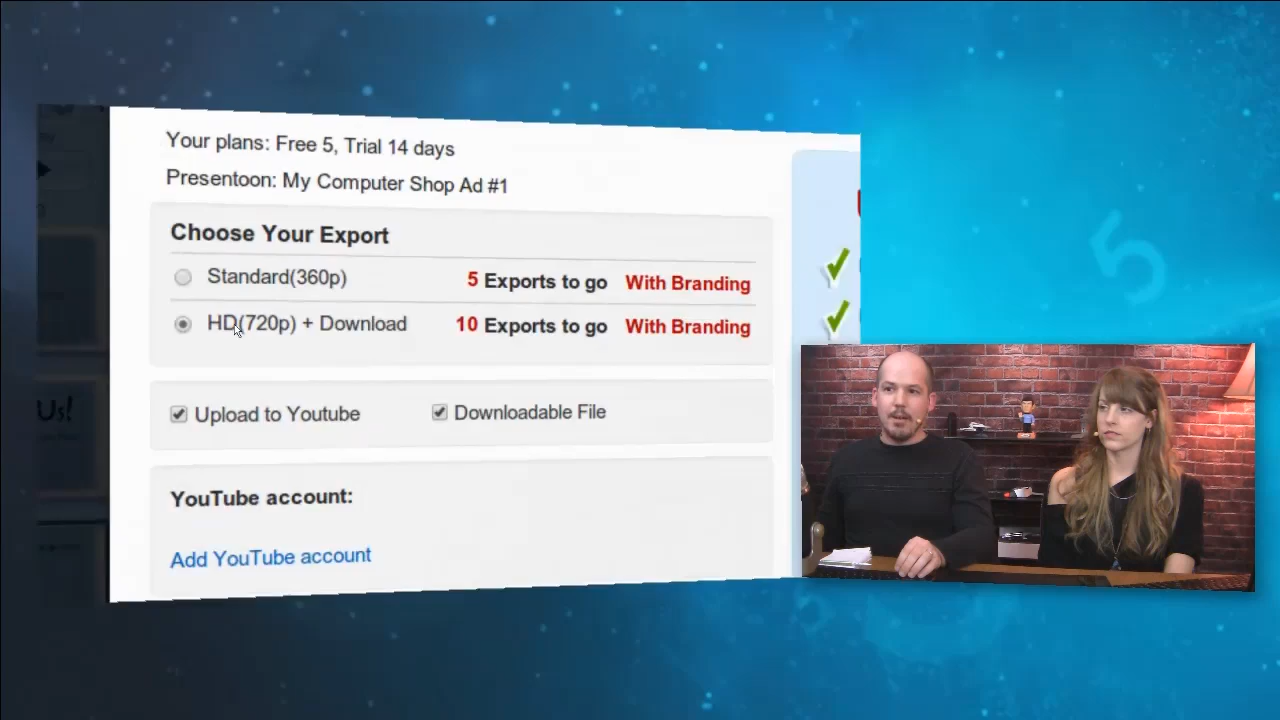 Your plans: Free 5, Trial 14 days
Presentoon: My Computer Shop Ad #1
Choose Your Export
Standard(360p) 5 Exports to go With Branding
HD(720p) + Download 10 Exports to go With Branding
Us!
Upload to Youtube Downloadable File
YouTube account:
Add YouTube account
5